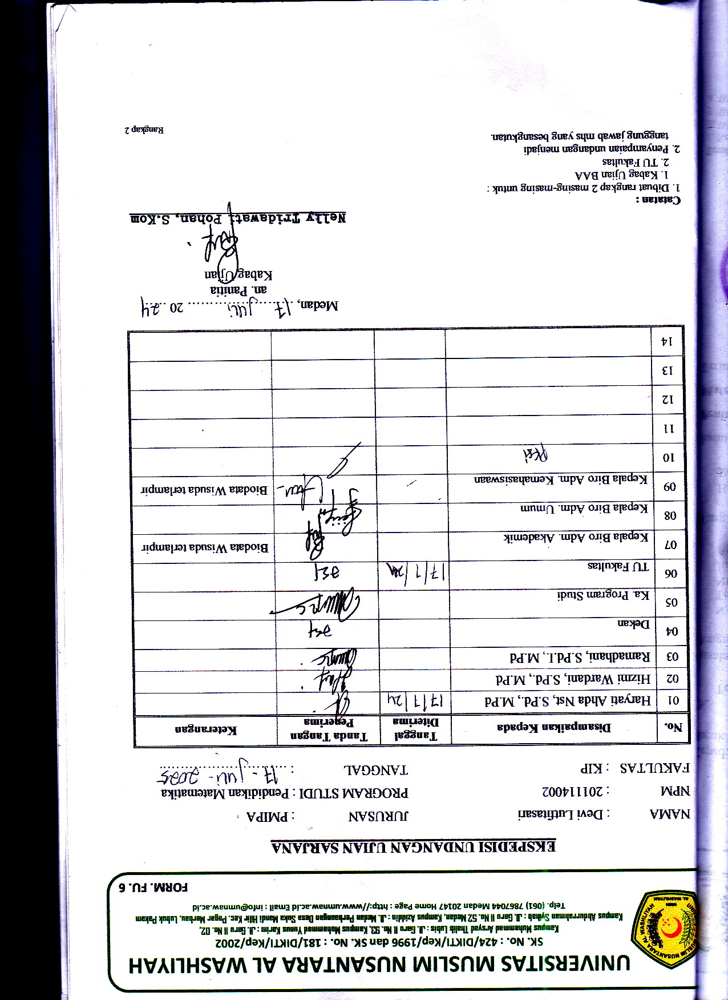 UNIVERSITAS MUSLIM NUSANTARA AL WASHLIYAH
SK. No. : 424/DIKTI/Kep/1996 dan SK. No. : 181/DIKTI/Kep/2002
Kampus Muhammad Arsyad Thalib Lubis : Jl. Garu II No. 93, Kampus Muhammad Yunus Karim : Jl. Garu II No. 02,
Kampus Abdurrahman Syihab : Jl. Garu II No. 52 Medan, Kampus Aziddin : Jl. Medan Perbaungan Desa Suka Mandi Hilir Kec. Pagar Merbau, Lubuk Pakam
Telp. (061) 7867044 Medan 20147 Home Page : http://www.umnaw.ac.id Email : info@umnaw.ac.id
FORM. FU. 6
EKSPEDISI UNDANGAN UJIAN SARJANA
NAMA : Devi Lutfitasari JURUSAN : PMIPA
NPM : 201114002 PROGRAM STUDI : Pendidikan Matematika
FAKULTAS : KIP TANGGAL : 17 - Juli -
No. Disampaikan Kepada Tanggal Diterima Tanda Tangan Penerima Keterangan
01 Haryati Ahda Nst, S.Pd., M.Pd 17/7/24
02 Hizmi Wardani, S.Pd., M.Pd
03 Ramadhani, S.Pd.I., M.Pd
04 Dekan
05 Ka. Program Studi
06 TU Fakultas 17/7/24
07 Kepala Biro Adm. Akademik Biodata Wisuda terlampir
08 Kepala Biro Adm. Umum
09 Kepala Biro Adm. Kemahasiswaan Biodata Wisuda terlampir
10
11
12
13
14
Medan, 17 Juli 20 24
an. Panitia
Kabag Ujian
Nelly Tridawati Pohan, S.Kom
Catatan :
1. Dibuat rangkap 2 masing-masing untuk :
1. Kabag Ujian BAA
2. TU Fakultas
2. Penyampaian undangan menjadi
tanggung jawab mhs yang besangkutan.
Rangkap 2